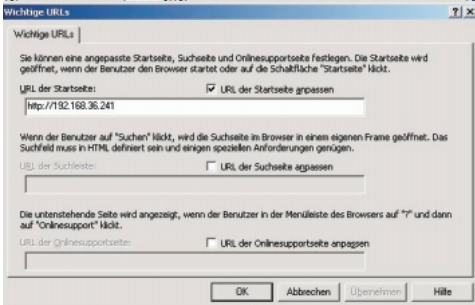 Wichtige URLs
Wichtige URLs
Sie können eine angepasste Startseite, Suchseite und Onlinesupportseite festlegen. Die Startseite wird
geöffnet, wenn der Benutzer den Browser startet oder auf die Schaltfläche "Startseite" klickt.
URL der Startseite: URL der Startseite anpassen
http://192.168.36.241
Wenn der Benutzer auf "Suchen" klickt, wird die Suchseite im Browser in einem eigenen Frame geöffnet. Das
Suchfeld muss in HTML definiert sein und einigen speziellen Anforderungen genügen.
URL der Suchleiste: URL der Suchseite anpassen
Die untenstehende Seite wird angezeigt, wenn der Benutzer in der Menüleiste des Browsers auf "?" und dann
auf "Onlinesupport" klickt.
URL der Onlinesupportseite: URL der Onlinesupportseite anpassen
OK Abbrechen Übernehmen Hilfe